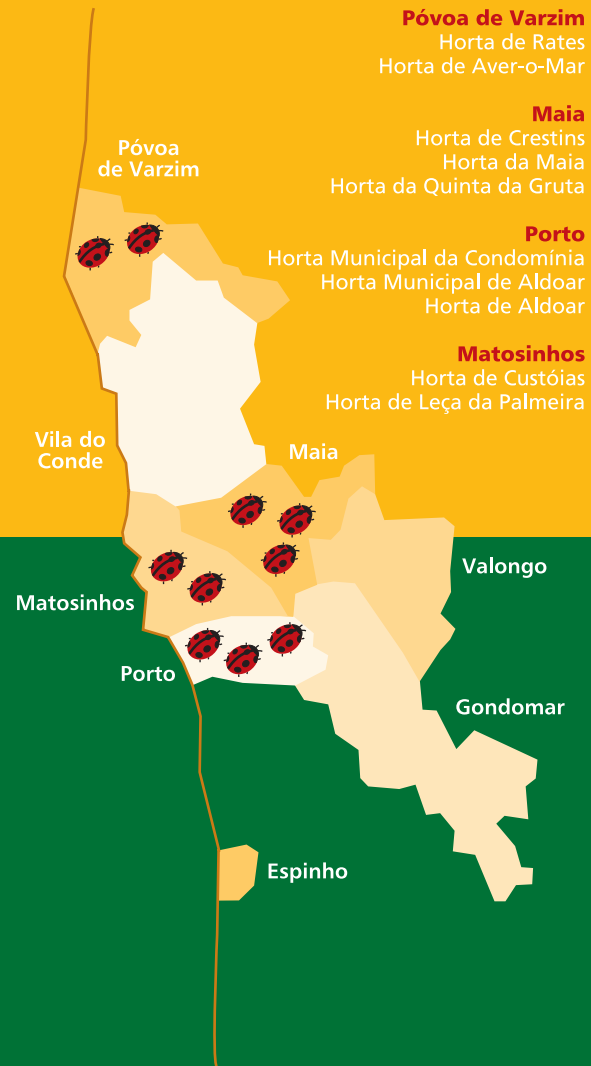 Póvoa de Varzim
Horta de Rates
Horta de Aver-o-Mar
Maia
Horta de Crestins
Horta da Maia
Horta da Quinta da Gruta
Porto
Horta Municipal da Condomínia
Horta Municipal de Aldoar
Horta de Aldoar
Matosinhos
Horta de Custóias
Horta de Leça da Palmeira
Póvoa
de Varzim
Vila do
Conde
Maia
Valongo
Matosinhos
Porto
Gondomar
Espinho